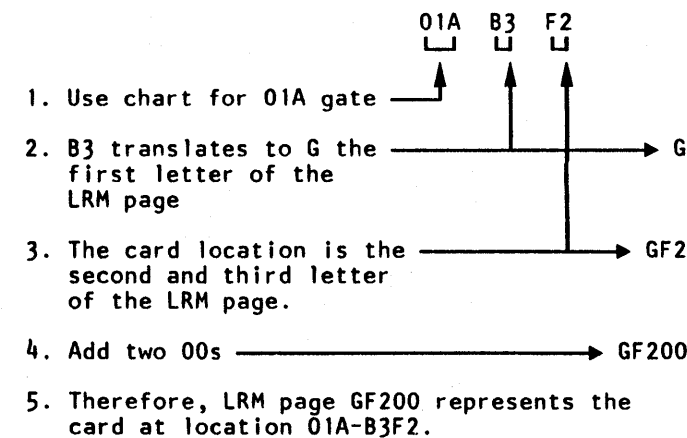 01A B3 F2
1. Use chart for 01A gate
2. B3 translates to G the G
first letter of the
LRM page
3. The card location is the GF2
second and third letter
of the LRM page.
4. Add two 00s GF200
5. Therefore, LRM page GF200 represents the
card at location 01A-B3F2.